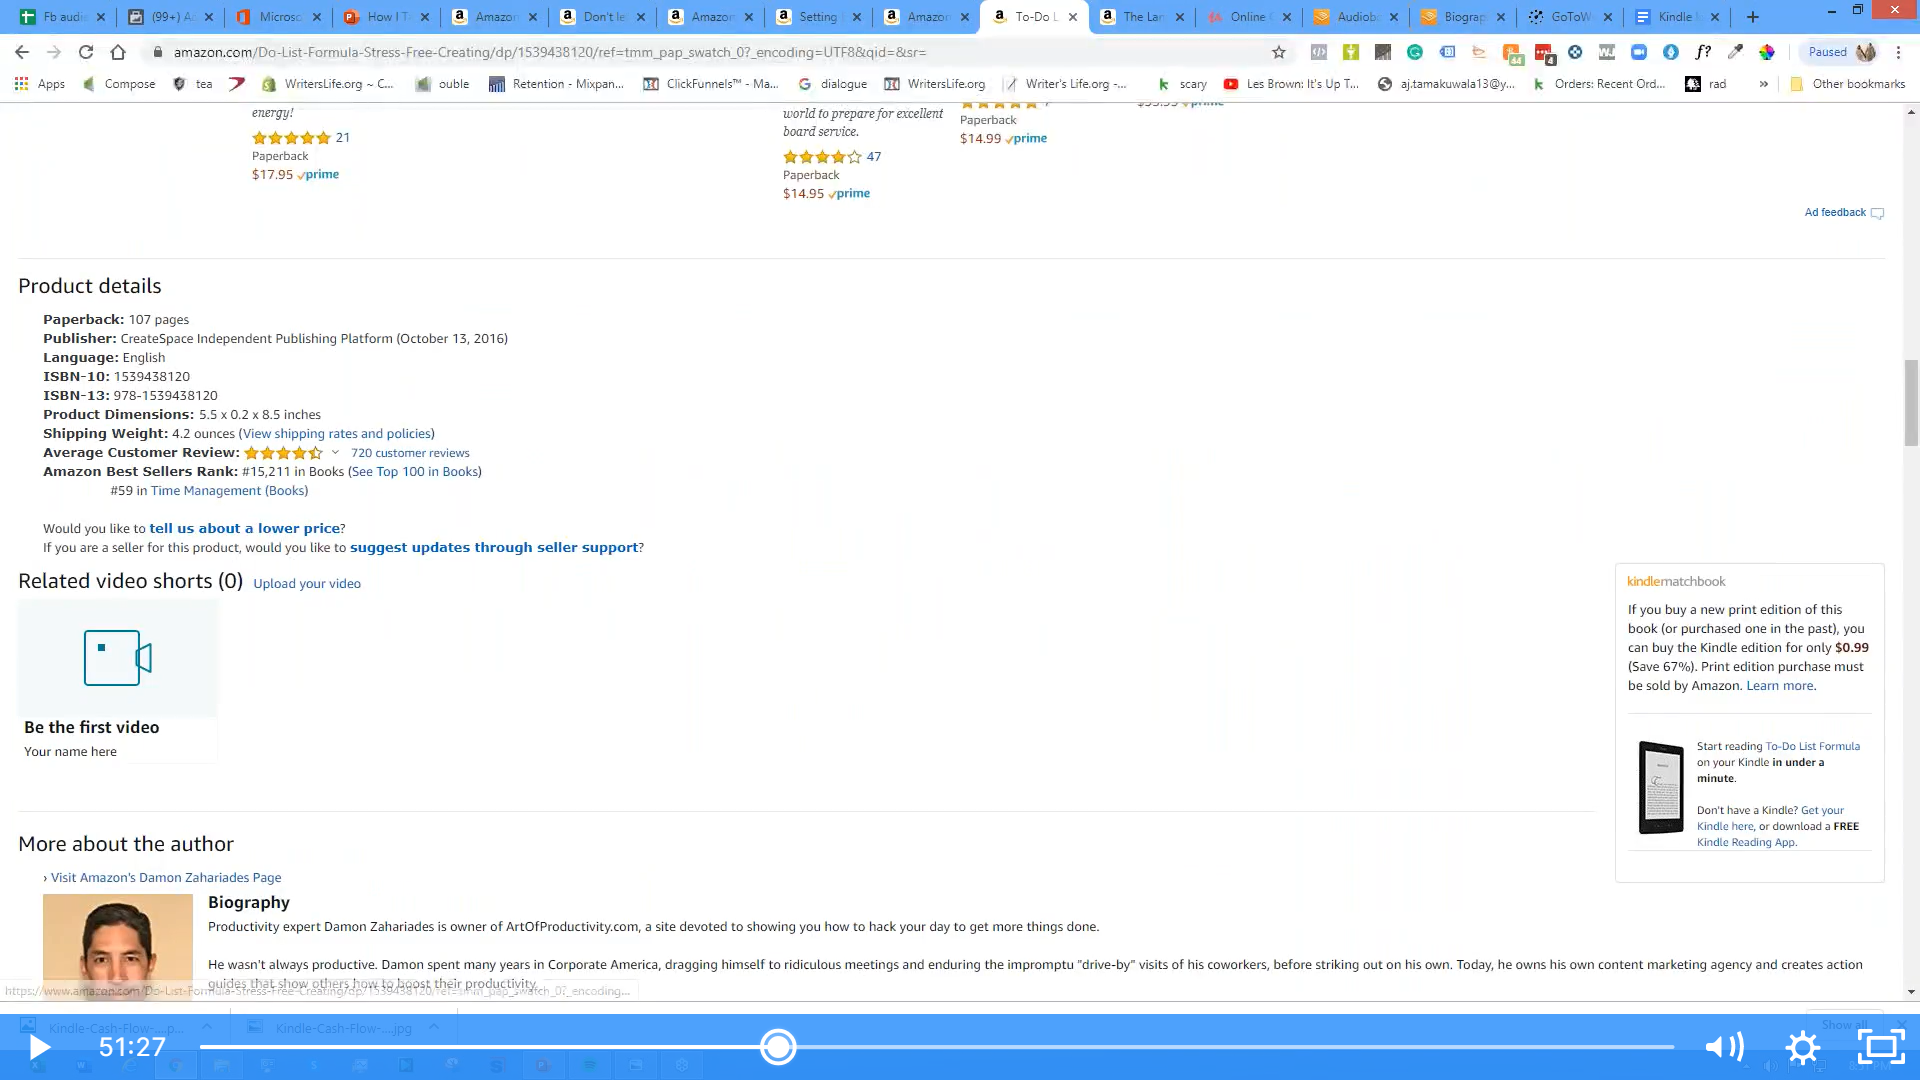 Fb audie
(99+) A
Microso
How I T
Amazon
Don't le
Amazon
Setting
Amazon
To-Do L
The Lan
Online C
Audiob
Biograp
GoToW
Kindle
amazon.com/Do-List-Formula-Stress-Free-Creating/dp/1539438120/ref=tmm_pap_swatch_0?_encoding=UTF8&qid=&sr=
44
4
f?
Paused
Apps
Compose
tea
WritersLife.org ~ C...
ouble
Retention - Mixpan...
ClickFunnels™ - Ma...
dialogue
WritersLife.org
Writer's Life.org -...
scary
Les Brown: It's Up T...
aj.tamakuwala13@y...
Orders: Recent Ord...
rad
»
Other bookmarks
energy!
21
Paperback
$17.95 prime
world to prepare for excellent
board service.
47
Paperback
$14.95 prime
Paperback
$14.99 prime
Ad feedback
Product details
Paperback: 107 pages
Publisher: CreateSpace Independent Publishing Platform (October 13, 2016)
Language: English
ISBN-10: 1539438120
ISBN-13: 978-1539438120
Product Dimensions: 5.5 x 0.2 x 8.5 inches
Shipping Weight: 4.2 ounces (View shipping rates and policies)
Average Customer Review: 720 customer reviews
Amazon Best Sellers Rank: #15,211 in Books (See Top 100 in Books)
#59 in Time Management (Books)
Would you like to tell us about a lower price?
If you are a seller for this product, would you like to suggest updates through seller support?
Related video shorts (0) Upload your video
Be the first video
Your name here
kindlematchbook
If you buy a new print edition of this
book (or purchased one in the past), you
can buy the Kindle edition for only $0.99
(Save 67%). Print edition purchase must
be sold by Amazon. Learn more.
Start reading To-Do List Formula
on your Kindle in under a
minute.
Don't have a Kindle? Get your
Kindle here, or download a FREE
Kindle Reading App.
More about the author
› Visit Amazon's Damon Zahariades Page
Biography
Productivity expert Damon Zahariades is owner of ArtOfProductivity.com, a site devoted to showing you how to hack your day to get more things done.
He wasn't always productive. Damon spent many years in Corporate America, dragging himself to ridiculous meetings and enduring the impromptu "drive-by" visits of his coworkers, before striking out on his own. Today, he owns his own content marketing agency and creates action
guides that show others how to boost their productivity.
https://www.amazon.com/Do-List-Formula-Stress-Free-Creating/dp/1539438120/ref=tmm_pap_swatch_0?_encoding...
Kindle-Cash-Flow-....p...
Kindle-Cash-Flow-....jpg
Show all
51:27